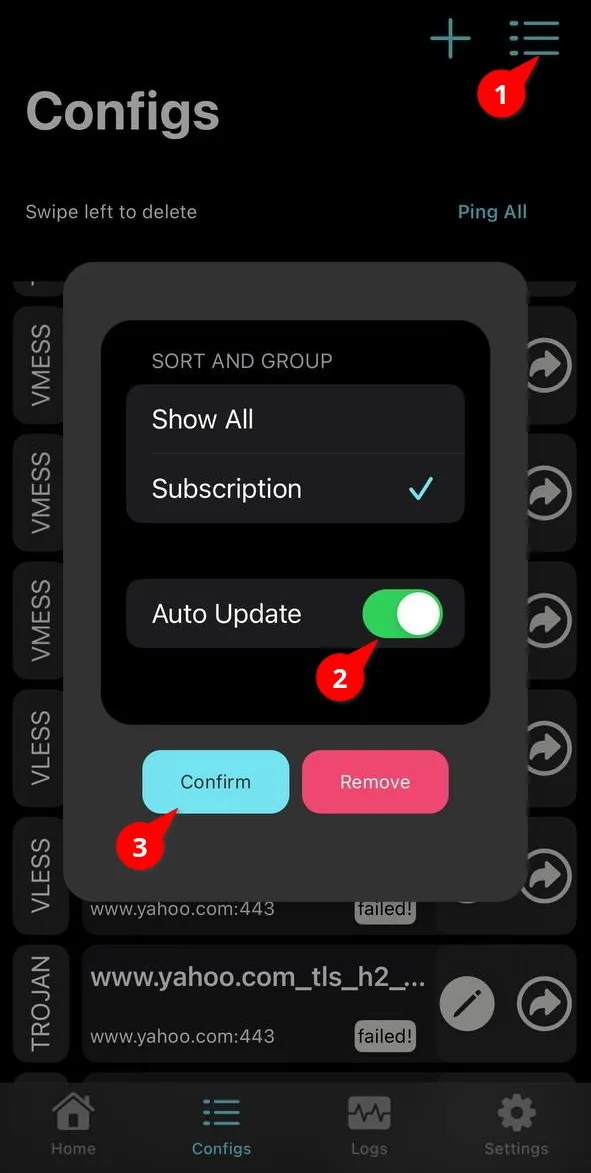 1
Configs
Swipe left to delete
Ping All
SORT AND GROUP
VMESS
Show All
VMESS
Subscription
VMESS
Auto Update
2
VLESS
Confirm
Remove
3
VLESS
www.yahoo.com:443
failed!
TROJAN
www.yahoo.com_tls_h2_...
www.yahoo.com:443
failed!
Home
Configs
Logs
Settings